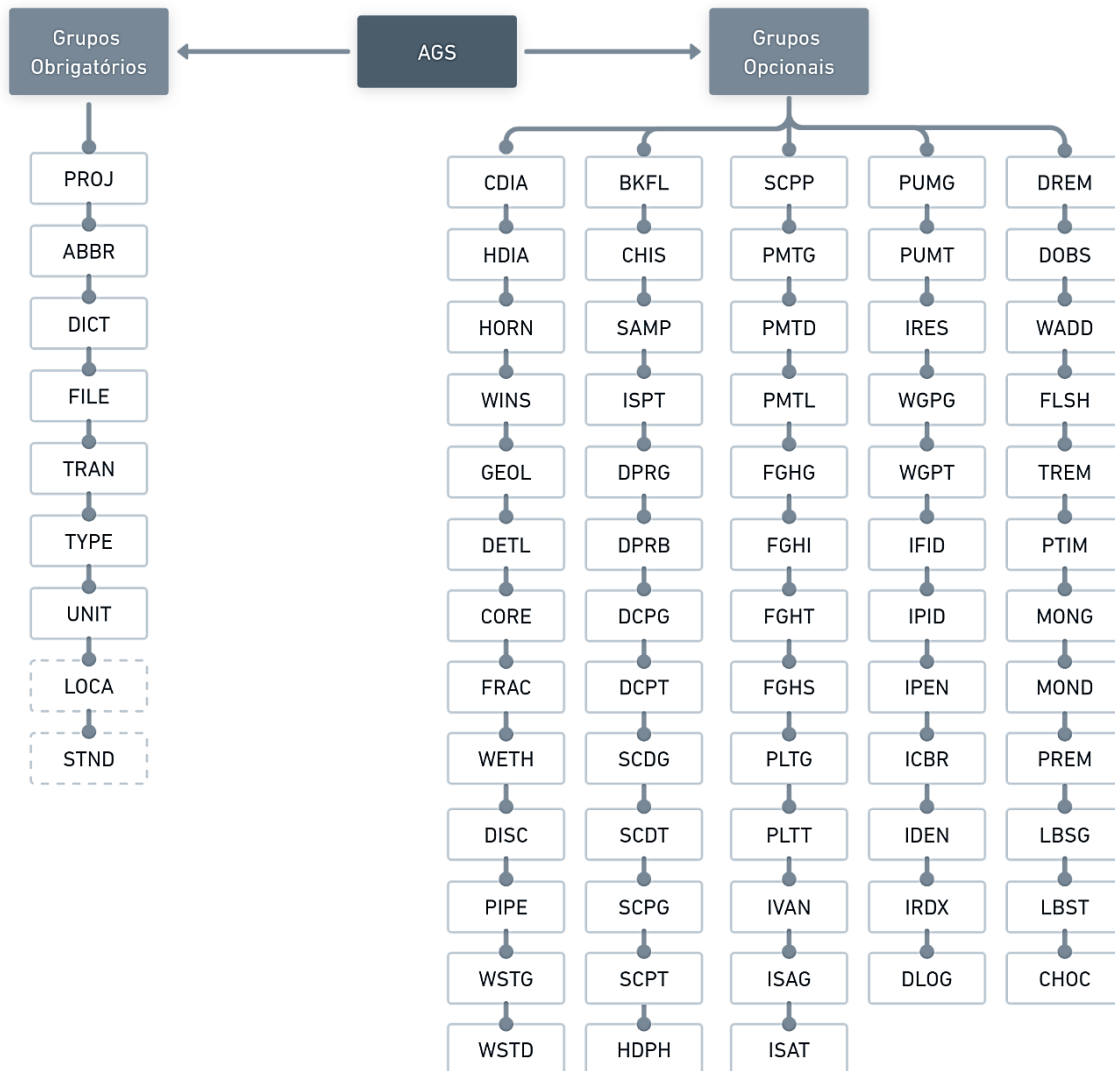 Grupos
Obrigatórios
AGS
Grupos
Opcionais
PROJ
ABBR
DICT
FILE
TRAN
TYPE
UNIT
LOCA
STND
CDIA
HDIA
HORN
WINS
GEOL
DETL
CORE
FRAC
WETH
DISC
PIPE
WSTG
WSTD
BKFL
CHIS
SAMP
ISPT
DPRG
DPRB
DCPG
DCPT
SCDG
SCDT
SCPG
SCPT
HDPH
SCPP
PMTG
PMTD
PMTL
FGHG
FGHI
FGHT
FGHS
PLTG
PLTT
IVAN
ISAG
ISAT
PUMG
PUMT
IRES
WGPG
WGPT
IFID
IPID
IPEN
ICBR
IDEN
IRDX
DLOG
DREM
DOBS
WADD
FLSH
TREM
PTIM
MONG
MOND
PREM
LBSG
LBST
CHOC